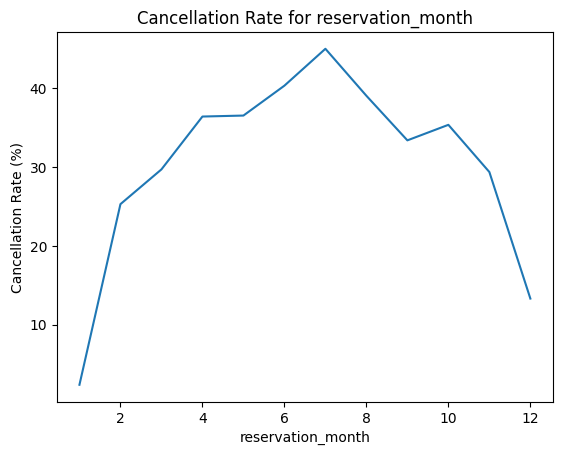 Cancellation Rate for reservation_month
Cancellation Rate (%)
40
30
20
10
2 4 6 8 10 12
reservation_month